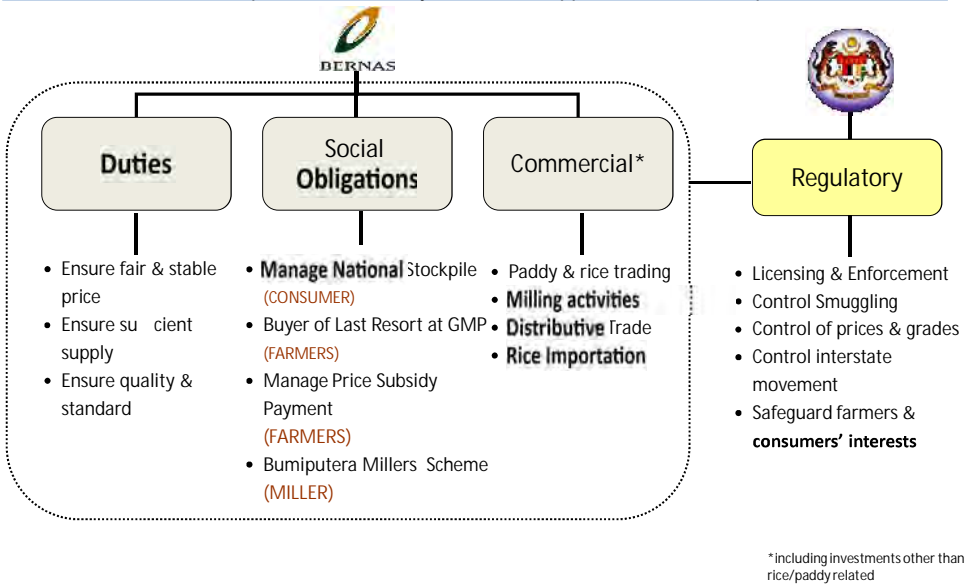 BERNAS
Duties
Social
Obligations
Commercial*
Regulatory
• Ensure fair & stable
price
• Ensure su cient
supply
• Ensure quality &
standard
• Manage National Stockpile
(CONSUMER)
• Buyer of Last Resort at GMP
(FARMERS)
• Manage Price Subsidy
Payment
(FARMERS)
• Bumiputera Millers Scheme
(MILLER)
• Paddy & rice trading
• Milling activities
• Distributive Trade
• Rice Importation
• Licensing & Enforcement
• Control Smuggling
• Control of prices & grades
• Control interstate
movement
• Safeguard farmers &
consumers’ interests
*including investments other than
rice/paddy related